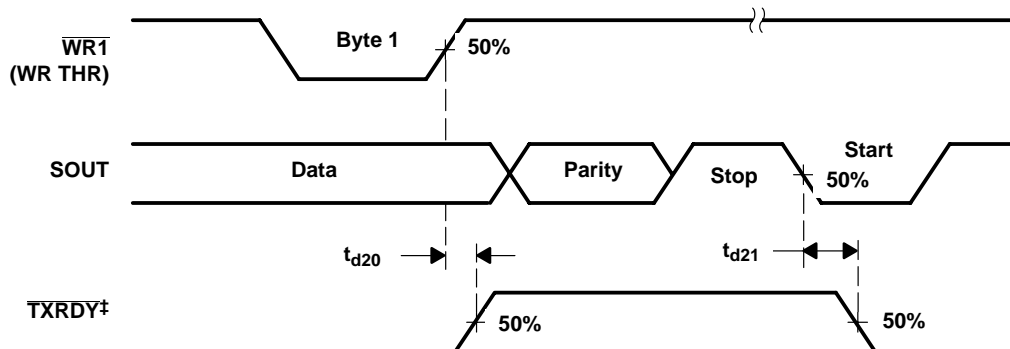 WR1
(WR THR)
Byte 1
50%
SOUT
Data
Parity
Stop
Start
50%
td20
td21
TXRDY‡
50%
50%